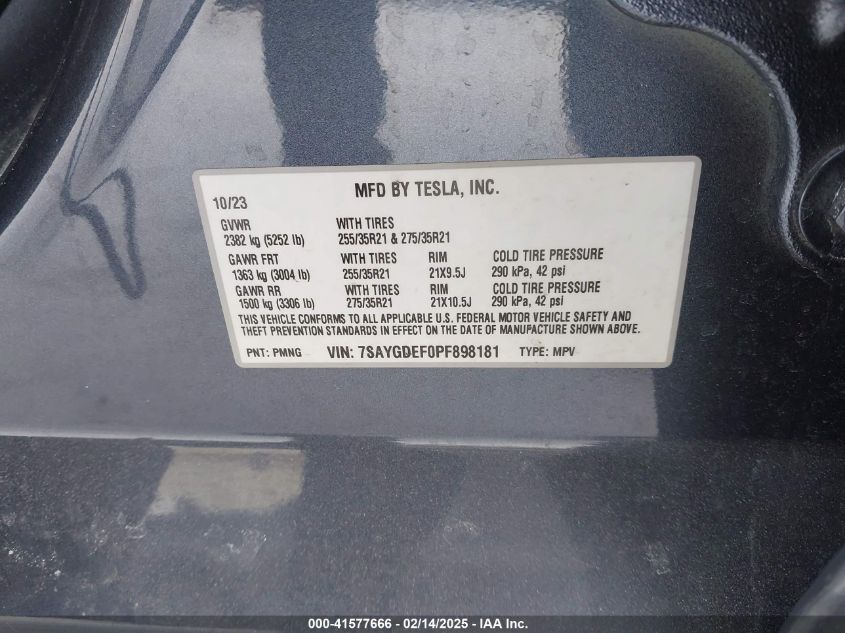 MFD BY TESLA, INC.
10/23
GVWR WITH TIRES
2382 kg (5252 lb) 255/35R21 & 275/35R21
GAWR FRT WITH TIRES RIM COLD TIRE PRESSURE
1363 kg (3004 lb) 255/35R21 21X9.5J 290 kPa, 42 psi
GAWR RR WITH TIRES RIM COLD TIRE PRESSURE
1500 kg (3306 lb) 275/35R21 21X10.5J 290 kPa, 42 psi
THIS VEHICLE CONFORMS TO ALL APPLICABLE U.S. FEDERAL MOTOR VEHICLE SAFETY AND
THEFT PREVENTION STANDARDS IN EFFECT ON THE DATE OF MANUFACTURE SHOWN ABOVE.
PNT: PMNG VIN: 7SAYGDEF0PF898181 TYPE: MPV
000-41577666 - 02/14/2025 - IAA Inc.